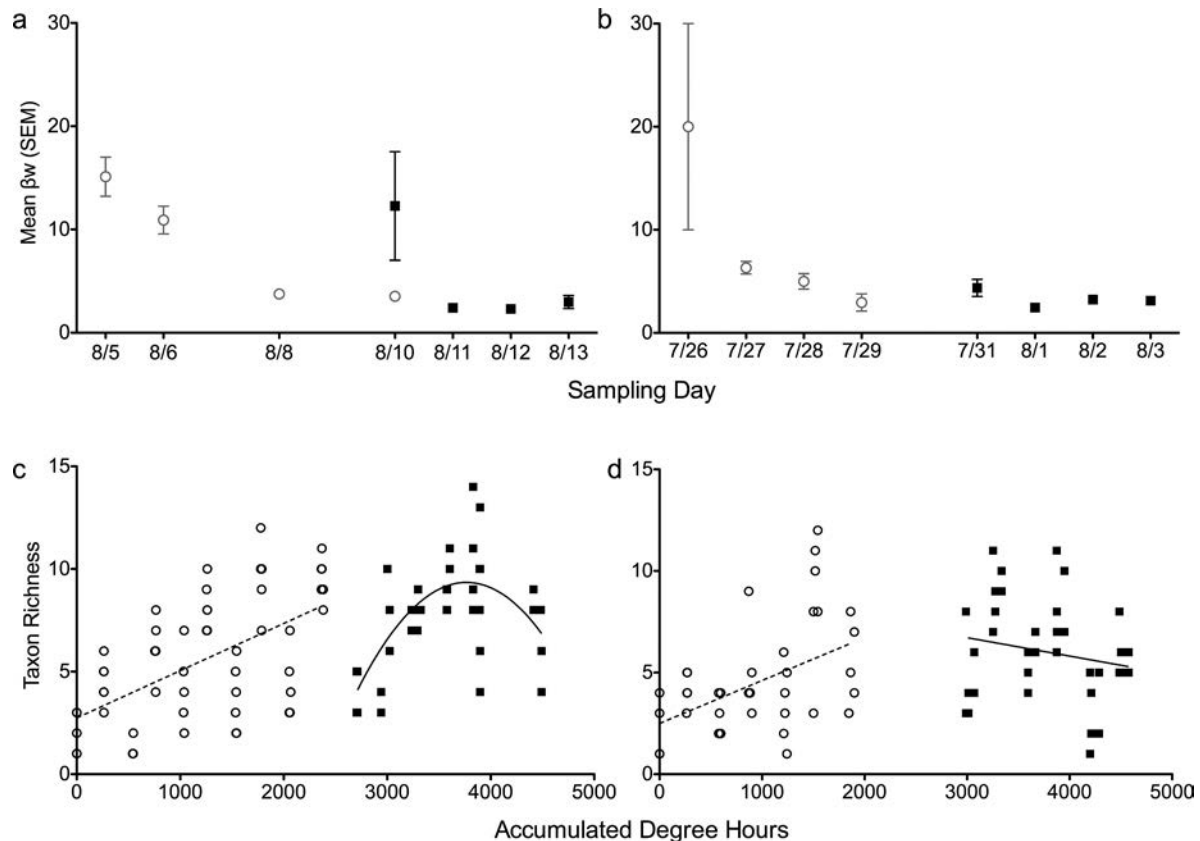 a
b
30
20
10
0
Mean βw (SEM)
8/5 8/6 8/8 8/10 8/11 8/12 8/13
30
20
10
0
7/26 7/27 7/28 7/29 7/31 8/1 8/2 8/3
Sampling Day
c
d
15
10
5
0
Taxon Richness
0 1000 2000 3000 4000 5000
15
10
5
0
0 1000 2000 3000 4000 5000
Accumulated Degree Hours